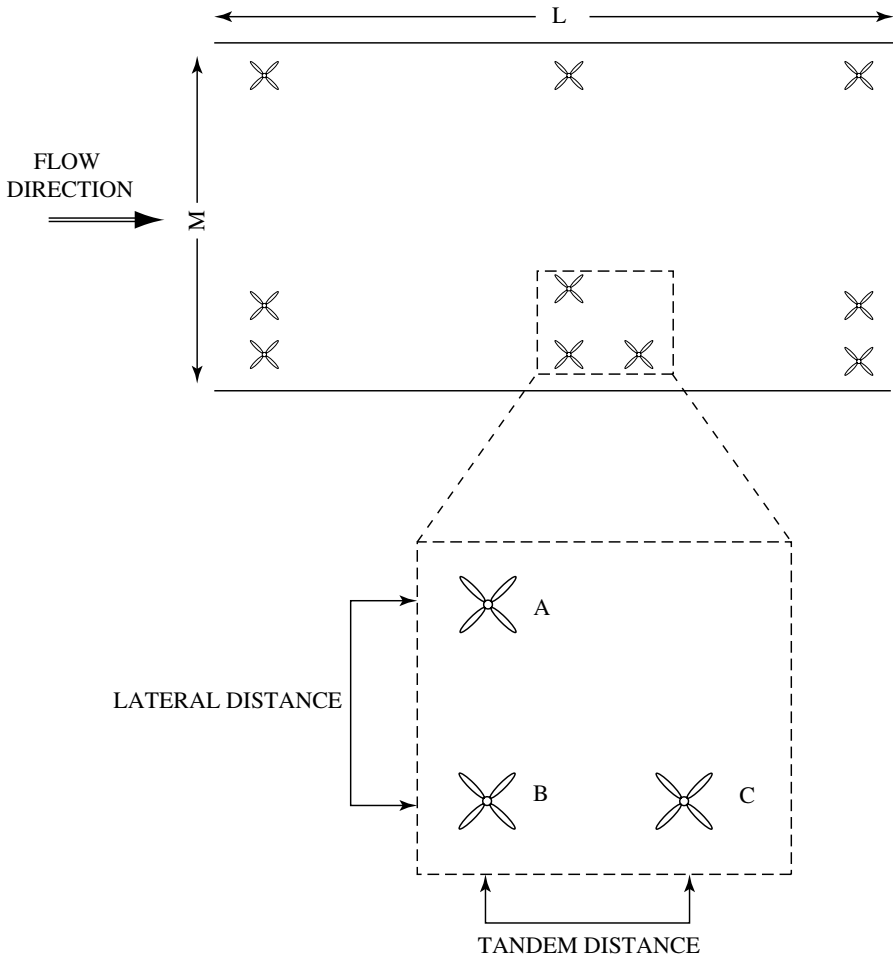 L
FLOW
DIRECTION
M
A
LATERAL DISTANCE
B
C
TANDEM DISTANCE